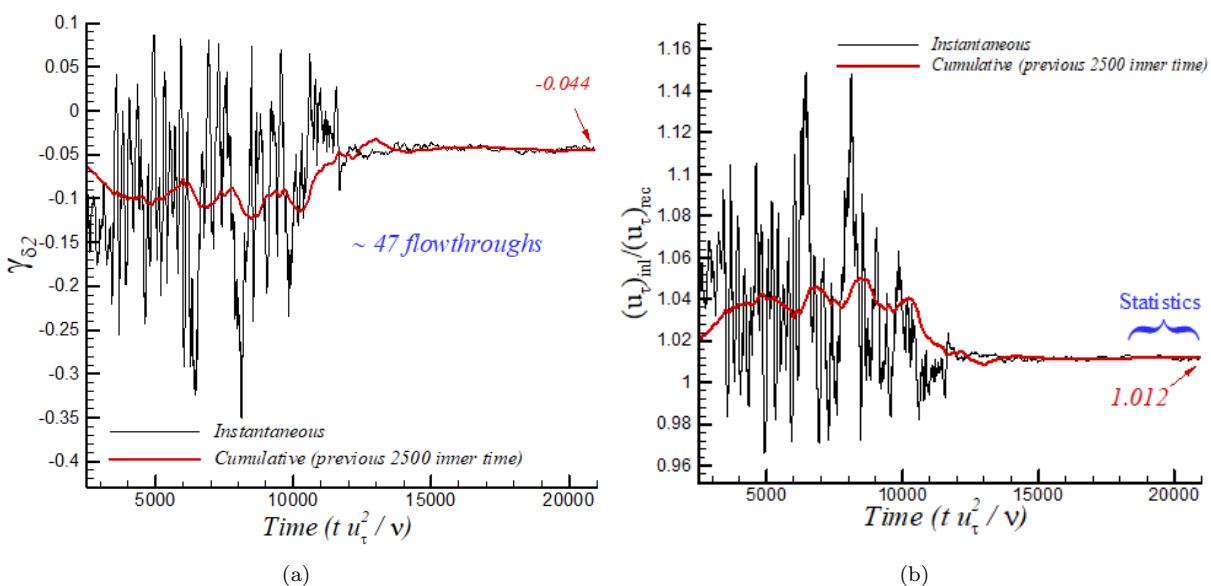 0.1
0.05
0
-0.05
-0.1
-0.15
-0.2
-0.25
-0.3
-0.35
-0.4
γδ2
-0.044
~ 47 flowthroughs
Instantaneous
Cumulative (previous 2500 inner time)
5000 10000 15000 20000
Time (t uτ² / ν)
(a)
1.16
1.14
1.12
1.1
1.08
1.06
1.04
1.02
1
0.98
0.96
(uτ)inl/(uτ)rec
Instantaneous
Cumulative (previous 2500 inner time)
Statistics
1.012
5000 10000 15000 20000
Time (t uτ² / ν)
(b)